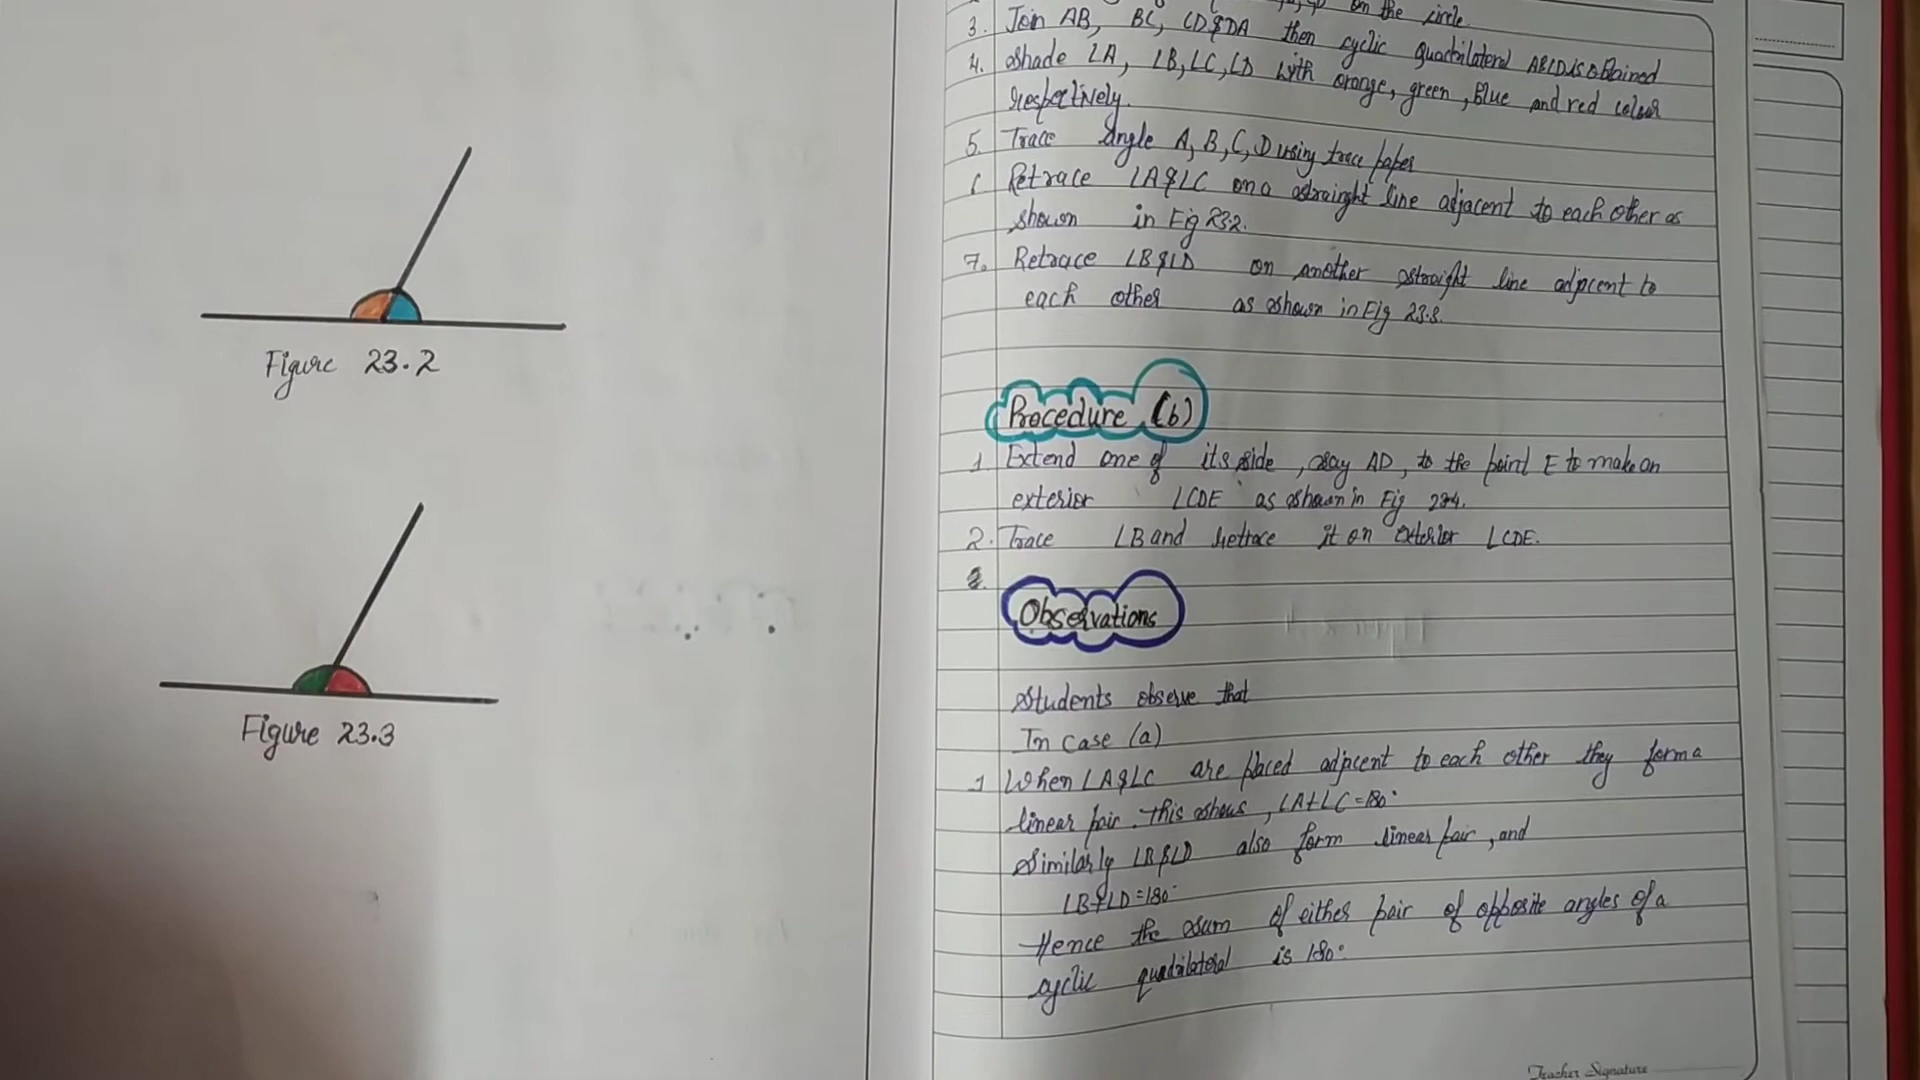 Figure 23.2
Figure 23.3
on the circle.
3. Join AB, BC, CD & DA then cyclic quadrilateral ABCD is obtained
4. Shade ∠A, ∠B, ∠C, ∠D with orange, green, Blue and red colour
respectively.
5. Trace Angle A, B, C, D using trace paper
Retrace ∠A & ∠C on a straight line adjacent to each other as
shown in Fig 23.2.
7. Retrace ∠B & ∠D on another straight line adjacent to
each other as shown in Fig 23.3.
Procedure (b)
1 Extend one of its side, say AD, to the point E to make an
exterior ∠CDE as shown in Fig
2. Trace ∠B and retrace it on exterior ∠CDE.
Observations
Students observe that
In case (a)
1 When ∠A & ∠C are placed adjacent to each other they form a
linear pair. This shows, ∠A+∠C=180°
Similarly ∠B & ∠D also form linear pair, and
∠B+∠D=180°
Hence the sum of either pair of opposite angles of a
cyclic quadrilateral is 180°
Teacher Signature